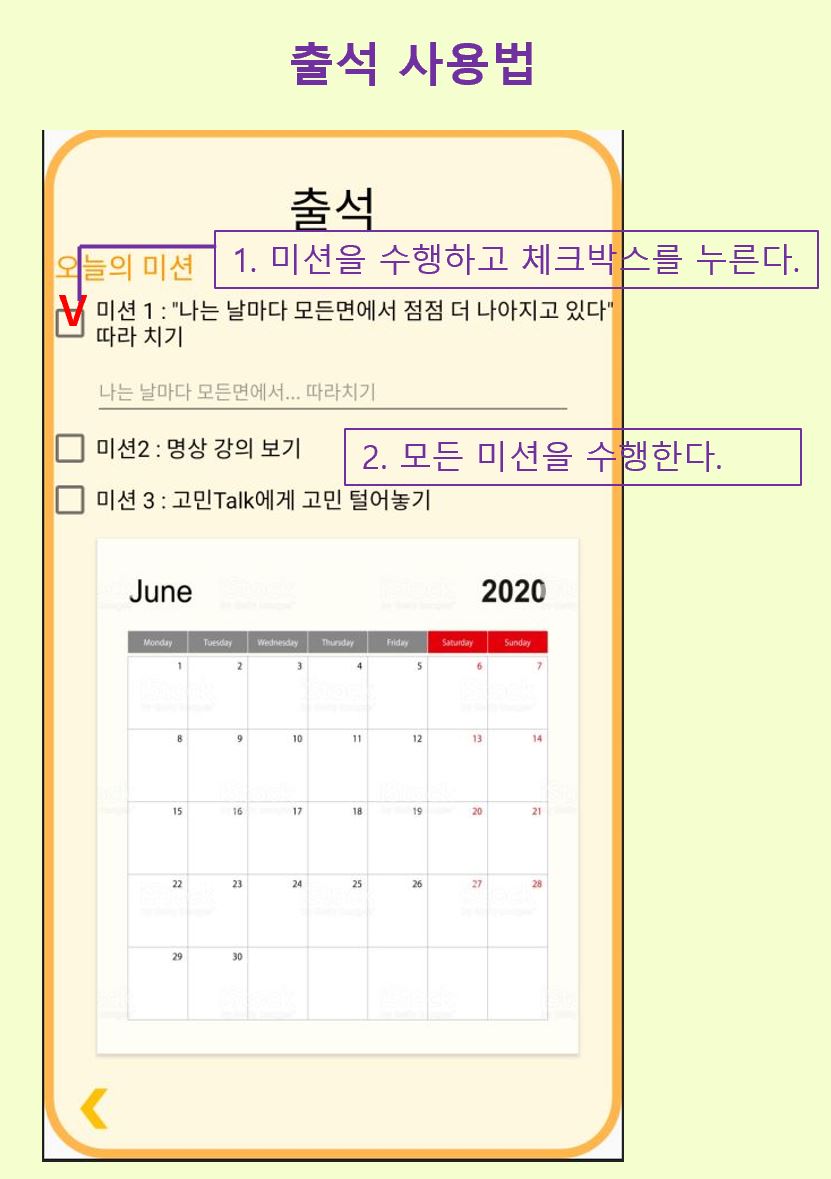 출석 사용법
출석
1. 미션을 수행하고 체크박스를 누른다.
오늘의 미션
V
미션 1 : "나는 날마다 모든면에서 점점 더 나아지고 있다"
따라 치기
나는 날마다 모든면에서... 따라치기
미션2 : 명상 강의 보기
2. 모든 미션을 수행한다.
미션 3 : 고민Talk에게 고민 털어놓기
June 2020
Monday Tuesday Wednesday Thursday Friday Saturday Sunday
1 2 3 4 5 6 7
8 9 10 11 12 13 14
15 16 17 18 19 20 21
22 23 24 25 26 27 28
29 30